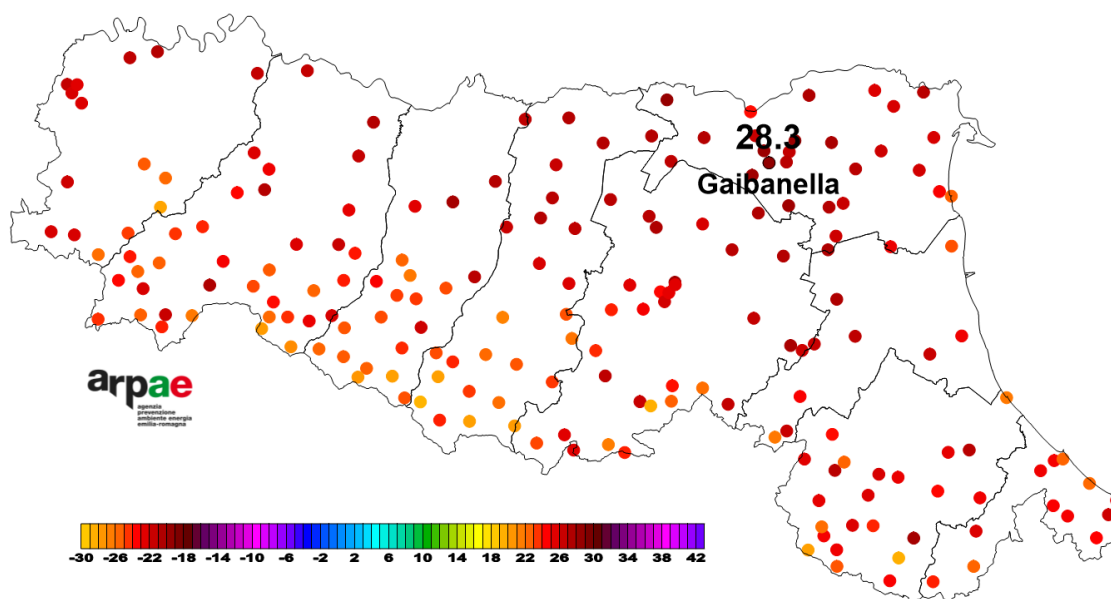 28.3
Gaibanella
arpae
agenzia
prevenzione
ambiente energia
emilia-romagna
-30 -26 -22 -18 -14 -10 -6 -2 2 6 10 14 18 22 26 30 34 38 42